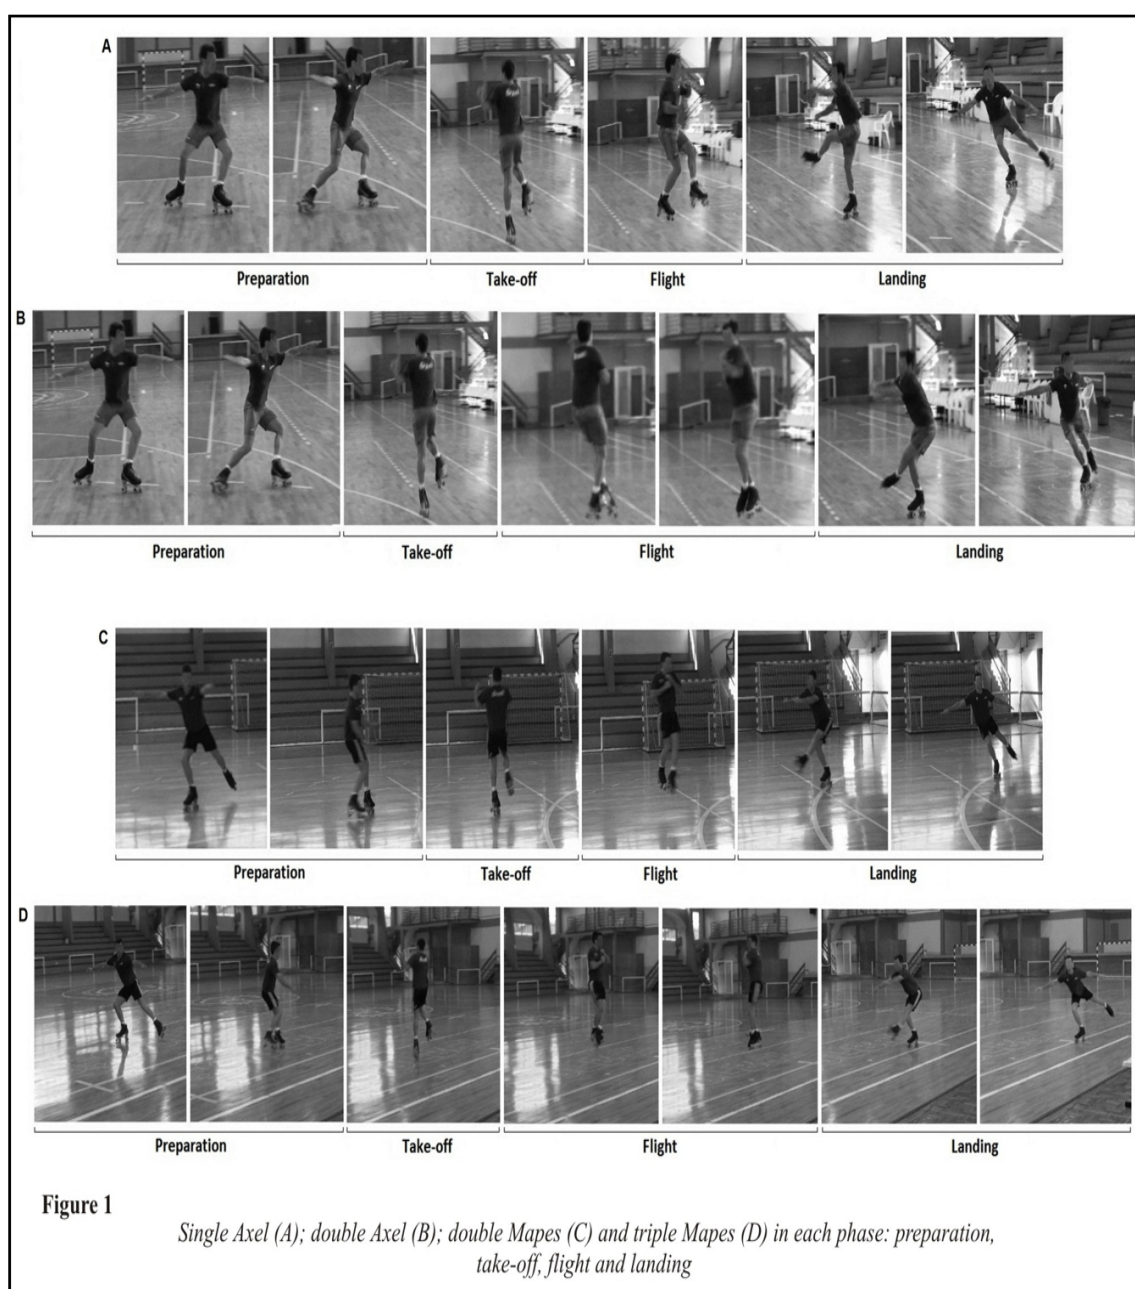 A
Preparation Take-off Flight Landing
B
Preparation Take-off Flight Landing
C
Preparation Take-off Flight Landing
D
Preparation Take-off Flight Landing
Figure 1
Single Axel (A); double Axel (B); double Mapes (C) and triple Mapes (D) in each phase: preparation,
take-off, flight and landing